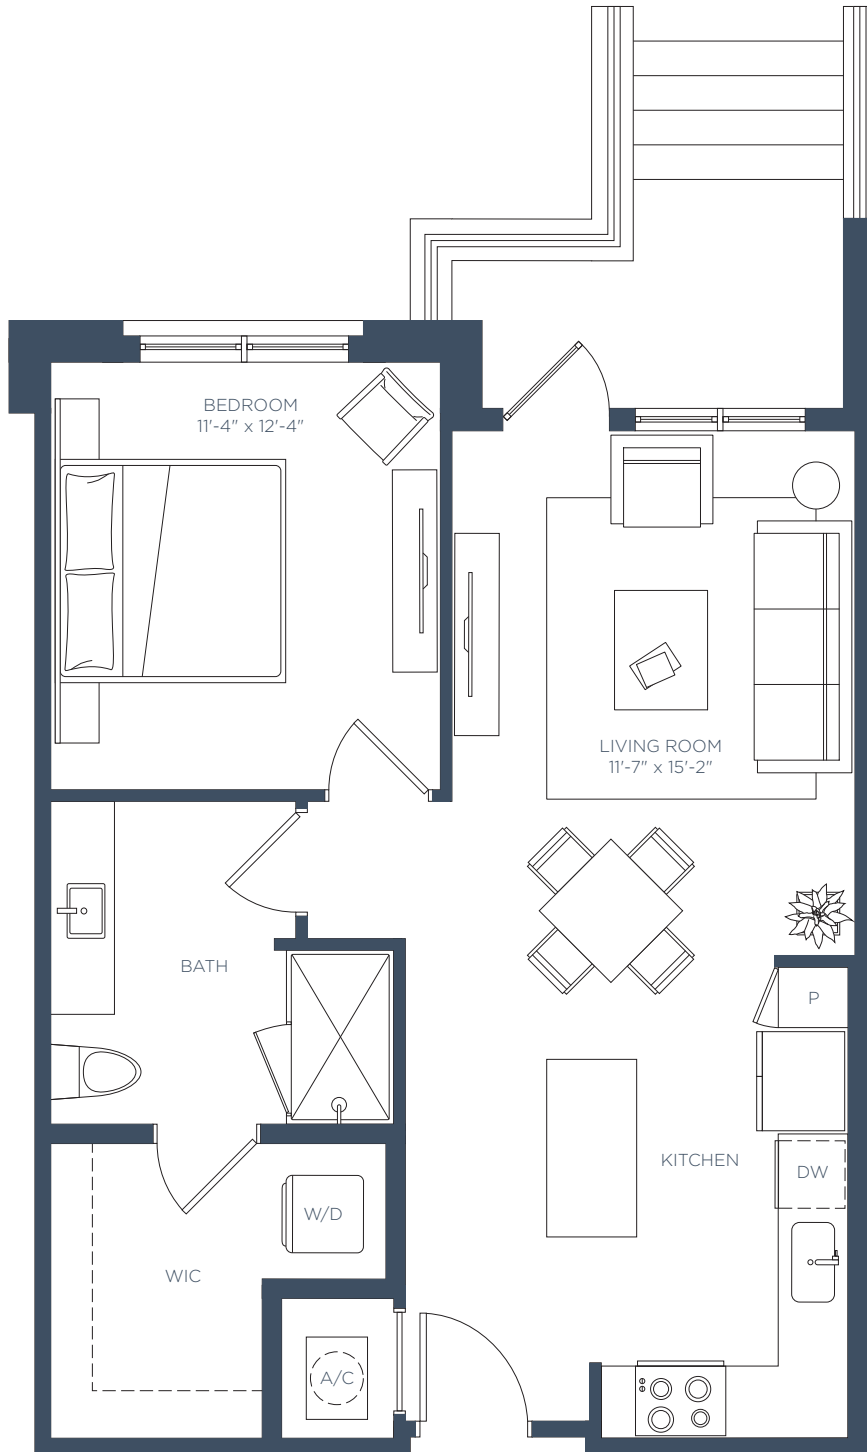 BEDROOM
11'-4" x 12'-4"
LIVING ROOM
11'-7" x 15'-2"
BATH
P
KITCHEN
DW
W/D
WIC
A/C